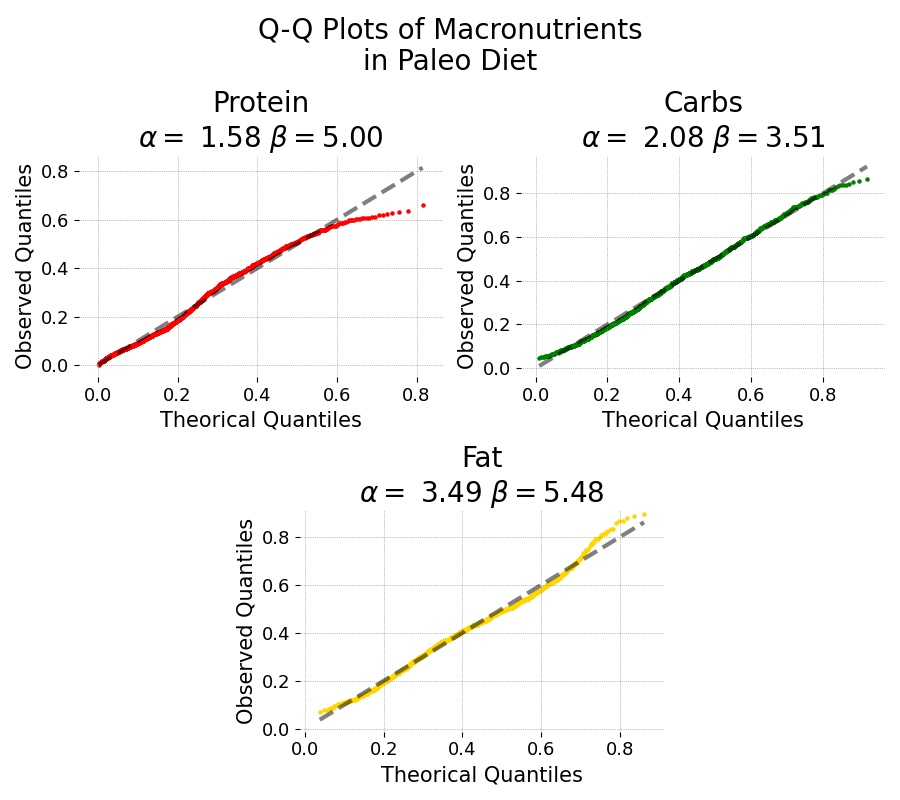 Q-Q Plots of Macronutrients
in Paleo Diet
Protein
α = 1.58 β = 5.00
Observed Quantiles
0.8
0.6
0.4
0.2
0.0
0.0 0.2 0.4 0.6 0.8
Theorical Quantiles
Carbs
α = 2.08 β = 3.51
Observed Quantiles
0.8
0.6
0.4
0.2
0.0
0.0 0.2 0.4 0.6 0.8
Theorical Quantiles
Fat
α = 3.49 β = 5.48
Observed Quantiles
0.8
0.6
0.4
0.2
0.0
0.0 0.2 0.4 0.6 0.8
Theorical Quantiles